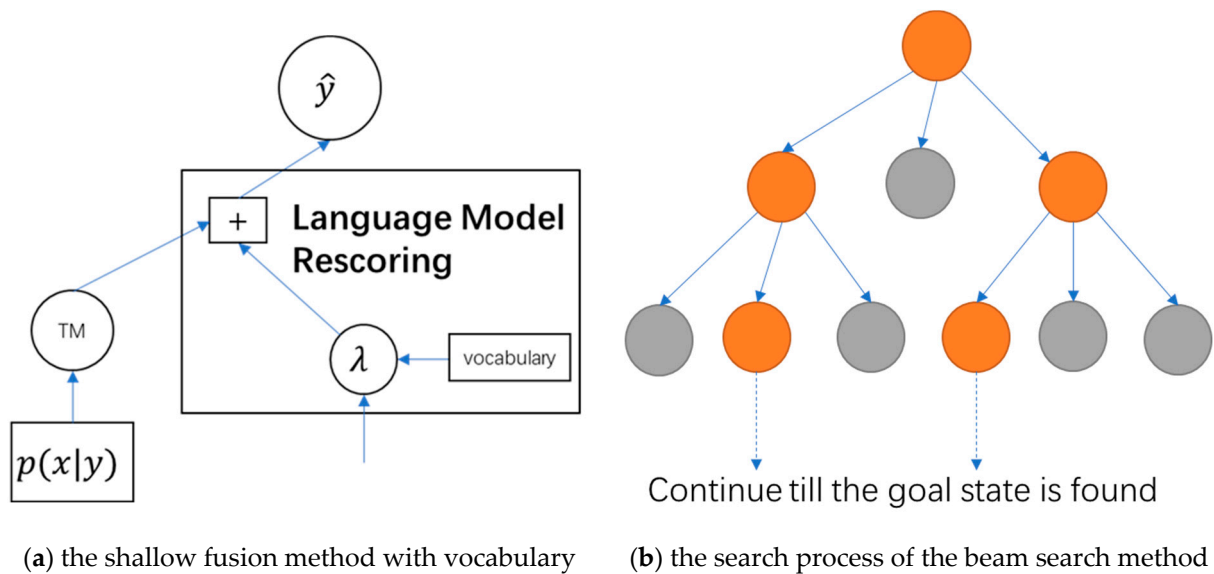 ŷ
+
Language Model
Rescoring
TM
λ
vocabulary
p(x|y)
Continue till the goal state is found
(a) the shallow fusion method with vocabulary
(b) the search process of the beam search method